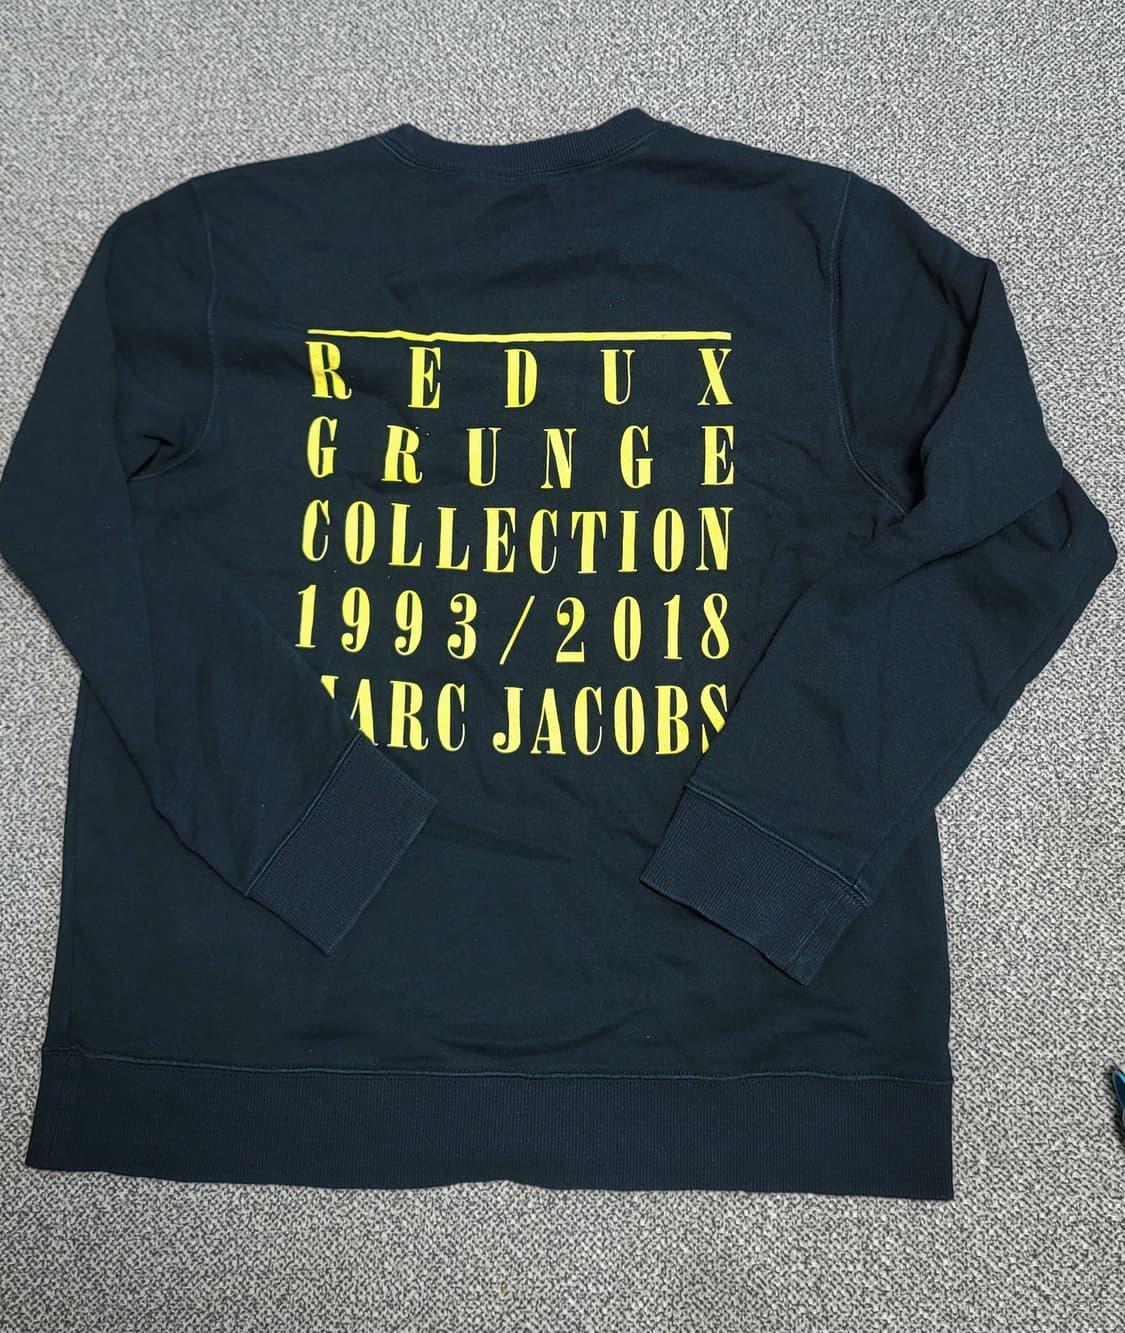 REDUX
GRUNGE
COLLECTION
1993/2018
MARC JACOBS